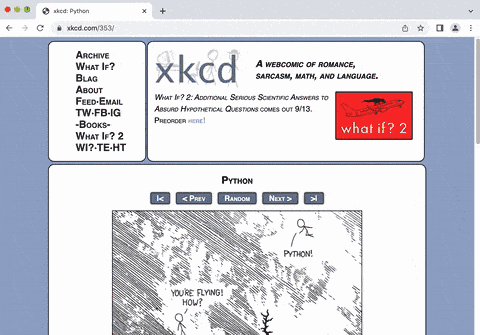 xkcd: Python
xkcd.com/353/
Archive
What If?
Blag
About
Feed·Email
TW·FB·IG
-Books-
What If? 2
WI?·TE·HT
xkcd
A webcomic of romance,
sarcasm, math, and language.
What If? 2: Additional Serious Scientific Answers to
Absurd Hypothetical Questions comes out 9/13.
Preorder here!
what if? 2
Python
|< < Prev Random Next > >|
PYTHON!
YOU'RE FLYING!
HOW?